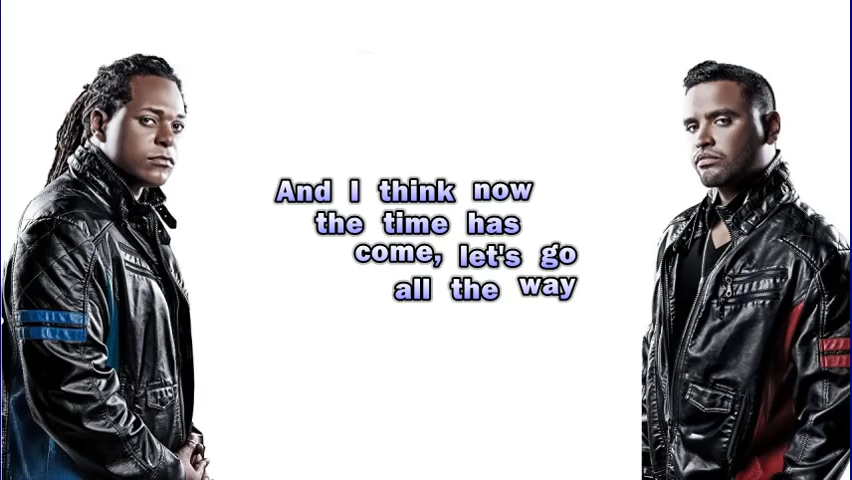 And I think now
the time has
come, let's go
all the way